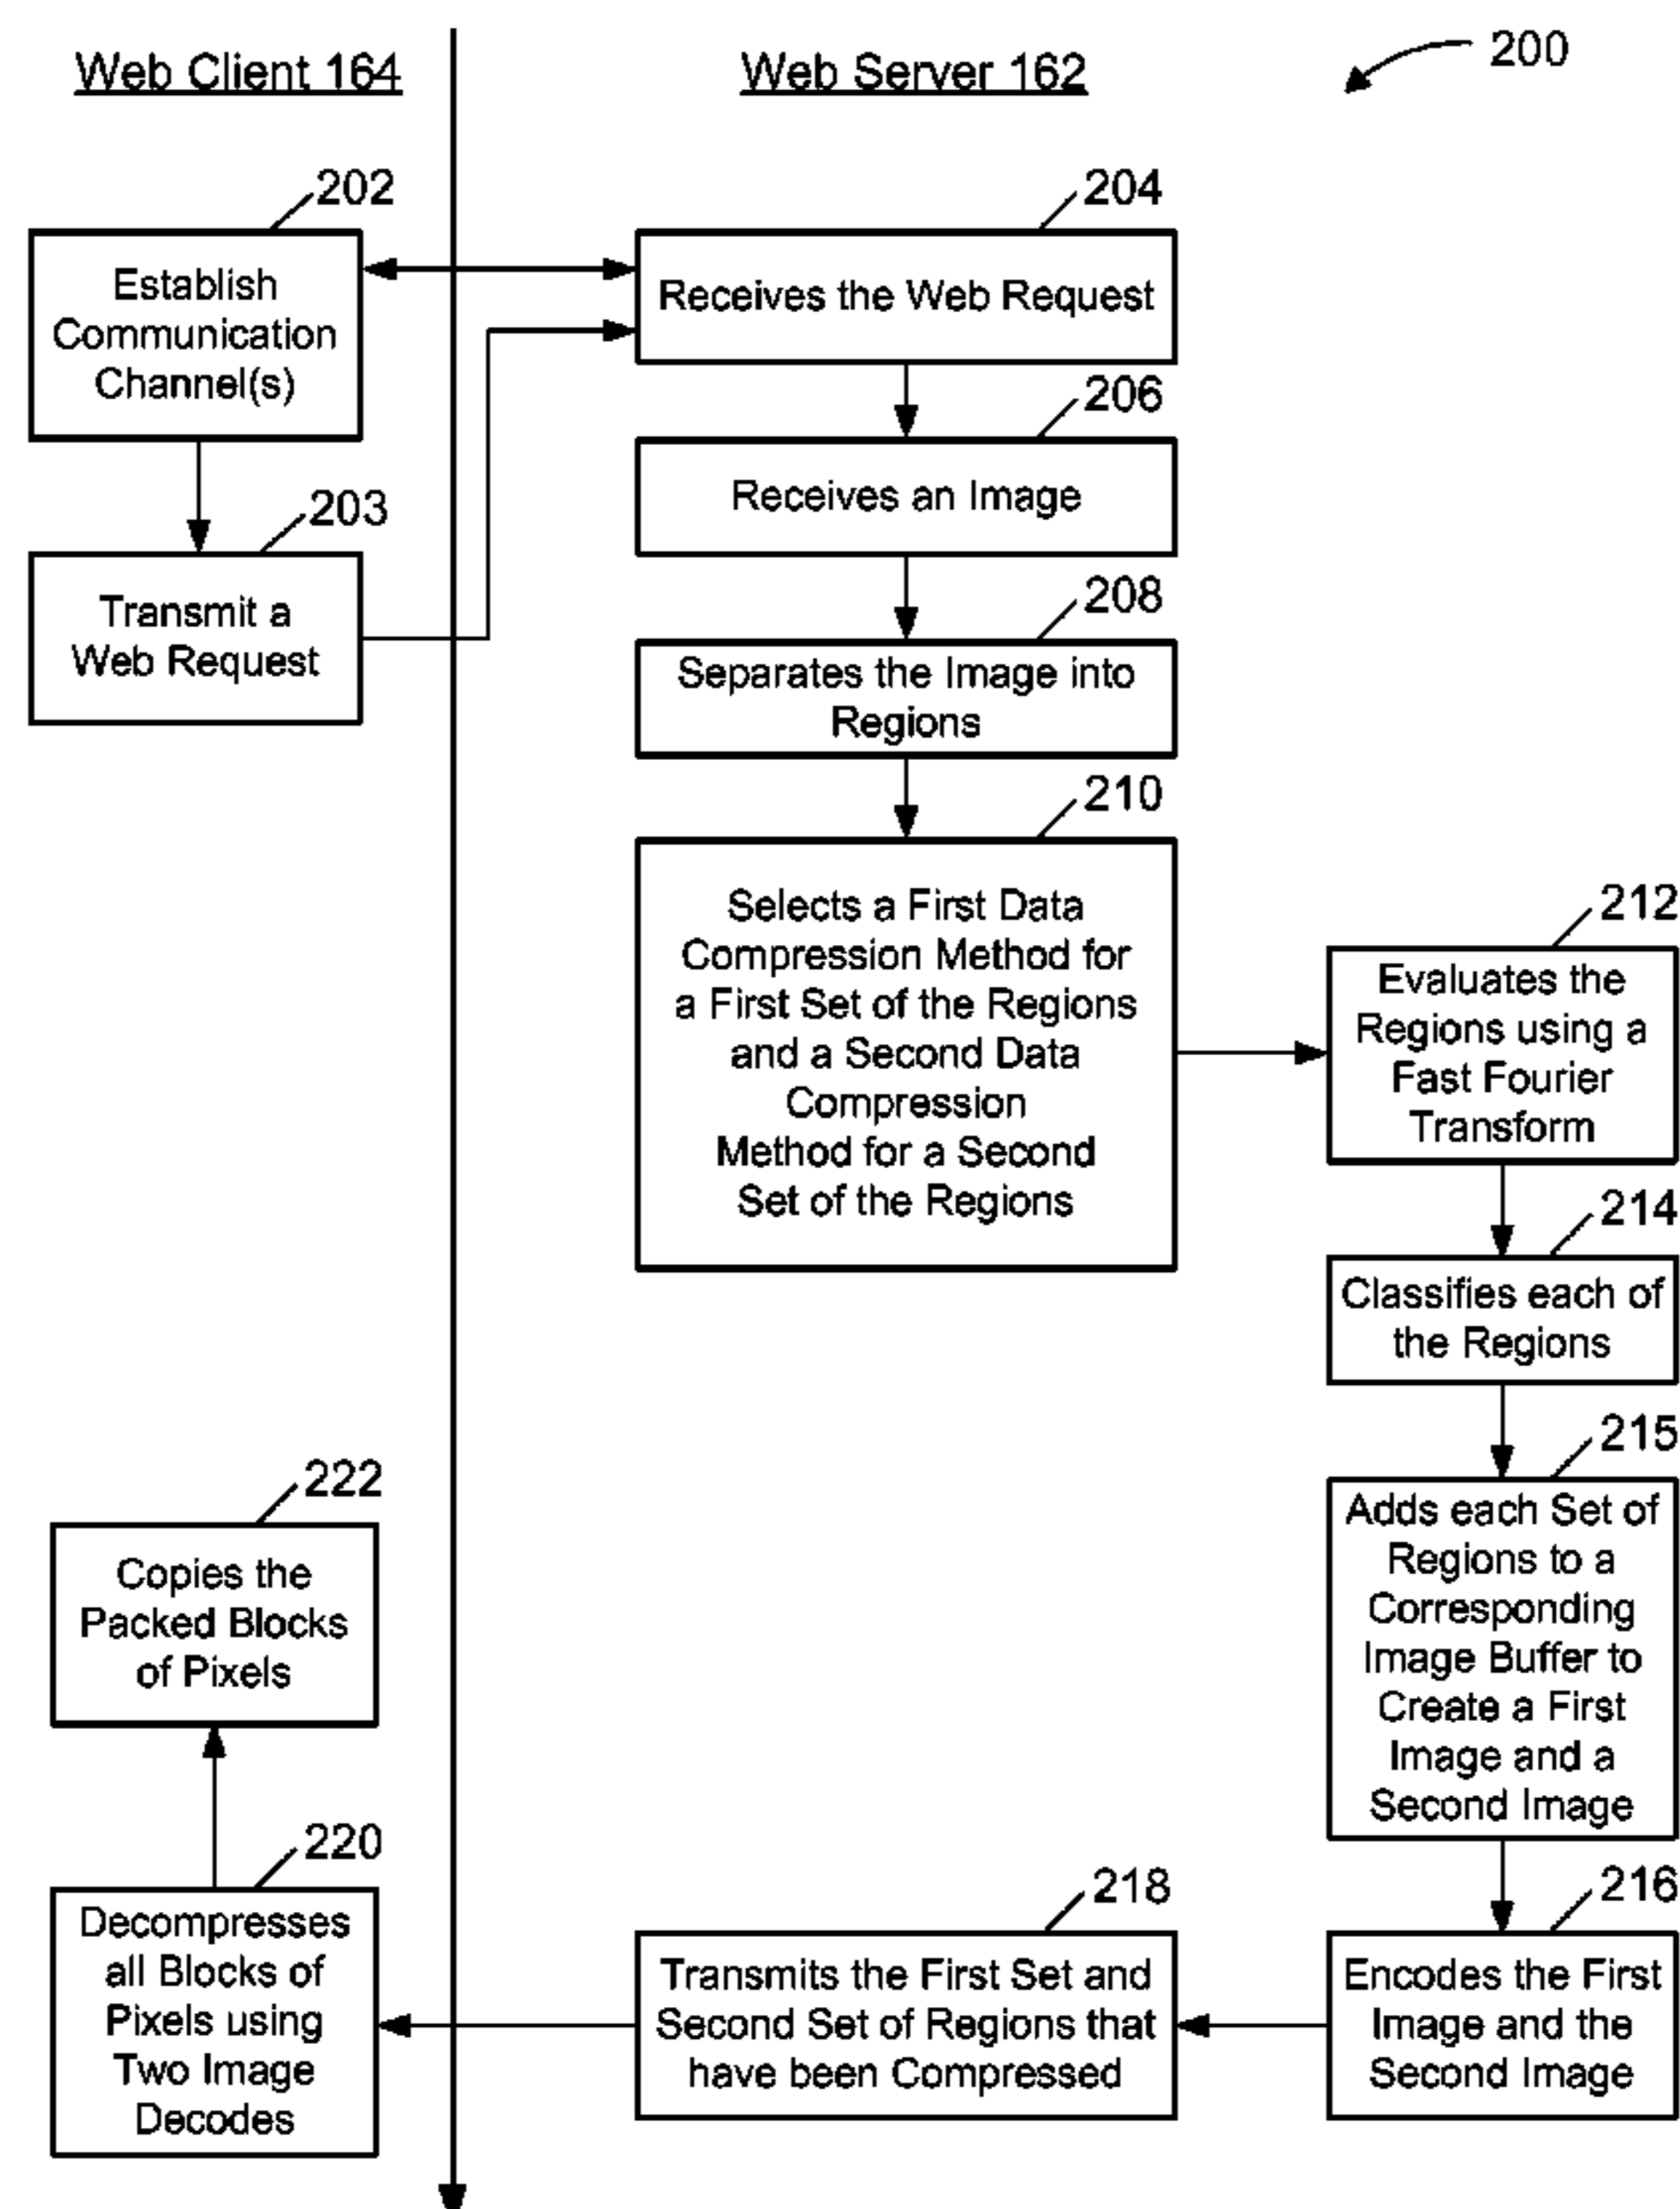 Web Client 164
Web Server 162
200
202
Establish
Communication
Channel(s)
203
Transmit a
Web Request
204
Receives the Web Request
206
Receives an Image
208
Separates the Image into
Regions
210
Selects a First Data
Compression Method for
a First Set of the Regions
and a Second Data
Compression
Method for a Second
Set of the Regions
212
Evaluates the
Regions using a
Fast Fourier
Transform
214
Classifies each of
the Regions
215
Adds each Set of
Regions to a
Corresponding
Image Buffer to
Create a First
Image and a
Second Image
216
Encodes the First
Image and the
Second Image
218
Transmits the First Set and
Second Set of Regions that
have been Compressed
220
Decompresses
all Blocks of
Pixels using
Two Image
Decodes
222
Copies the
Packed Blocks
of Pixels